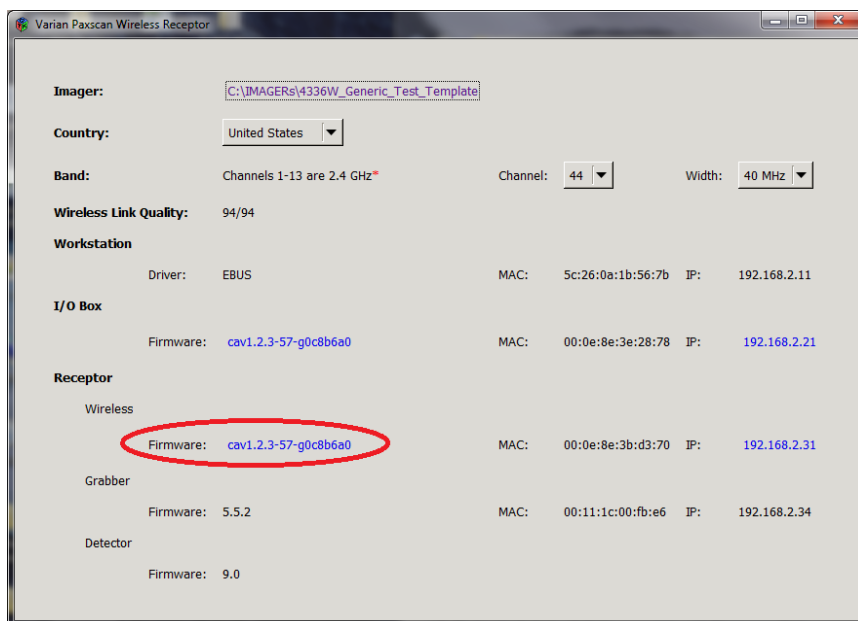 Varian Paxscan Wireless Receptor
Imager: C:\IMAGERs\4336W_Generic_Test_Template
Country: United States
Band: Channels 1-13 are 2.4 GHz* Channel: 44 Width: 40 MHz
Wireless Link Quality: 94/94
Workstation
Driver: EBUS MAC: 5c:26:0a:1b:56:7b IP: 192.168.2.11
I/O Box
Firmware: cav1.2.3-57-g0c8b6a0 MAC: 00:0e:8e:3e:28:78 IP: 192.168.2.21
Receptor
Wireless
Firmware: cav1.2.3-57-g0c8b6a0 MAC: 00:0e:8e:3b:d3:70 IP: 192.168.2.31
Grabber
Firmware: 5.5.2 MAC: 00:11:1c:00:fb:e6 IP: 192.168.2.34
Detector
Firmware: 9.0